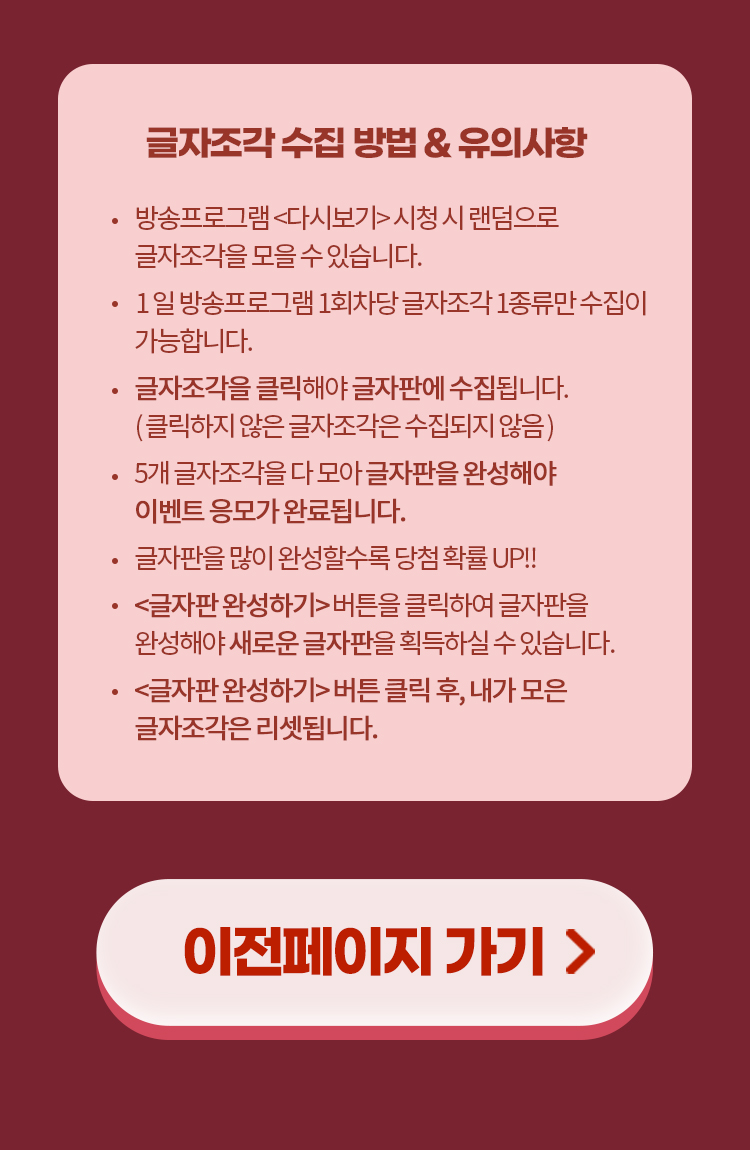 글자조각 수집 방법 & 유의사항
• 방송프로그램 <다시보기> 시청 시 랜덤으로
글자조각을 모을 수 있습니다.
• 1일 방송프로그램 1회차당 글자조각 1종류만 수집이
가능합니다.
• 글자조각을 클릭해야 글자판에 수집됩니다.
( 클릭하지 않은 글자조각은 수집되지 않음 )
• 5개 글자조각을 다 모아 글자판을 완성해야
이벤트 응모가 완료됩니다.
• 글자판을 많이 완성할수록 당첨 확률 UP!!
• <글자판 완성하기> 버튼을 클릭하여 글자판을
완성해야 새로운 글자판을 획득하실 수 있습니다.
• <글자판 완성하기> 버튼 클릭 후, 내가 모은
글자조각은 리셋됩니다.
이전페이지 가기 >